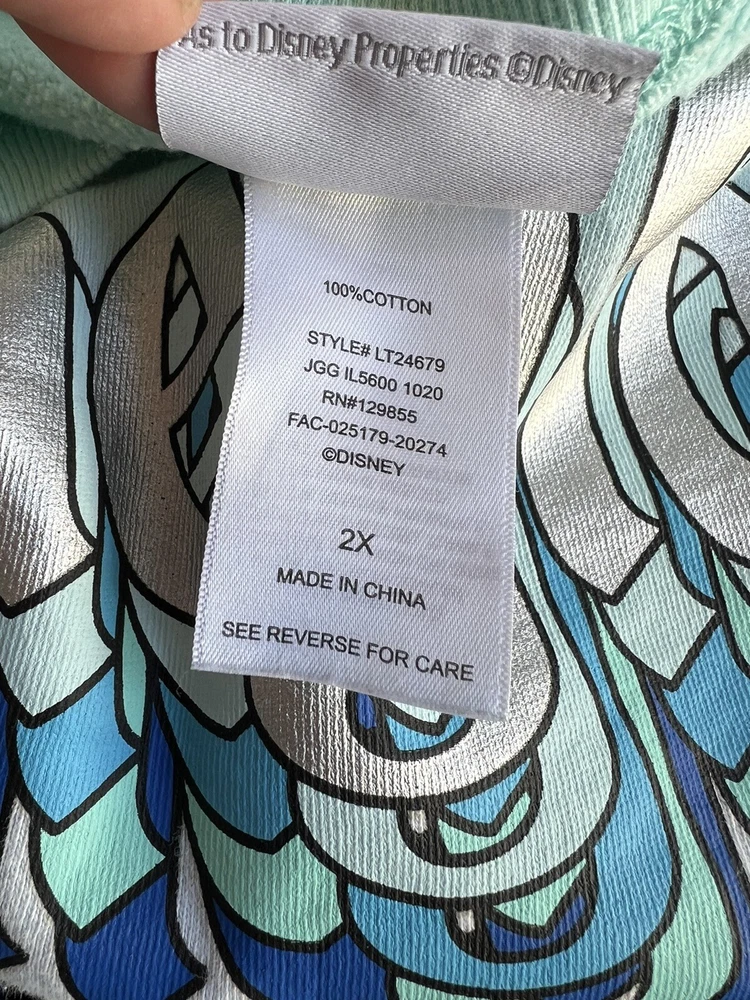 As to Disney Properties ©Disney
100%COTTON
STYLE# LT24679
JGG IL5600 1020
RN#129855
FAC-025179-20274
©DISNEY
2X
MADE IN CHINA
SEE REVERSE FOR CARE